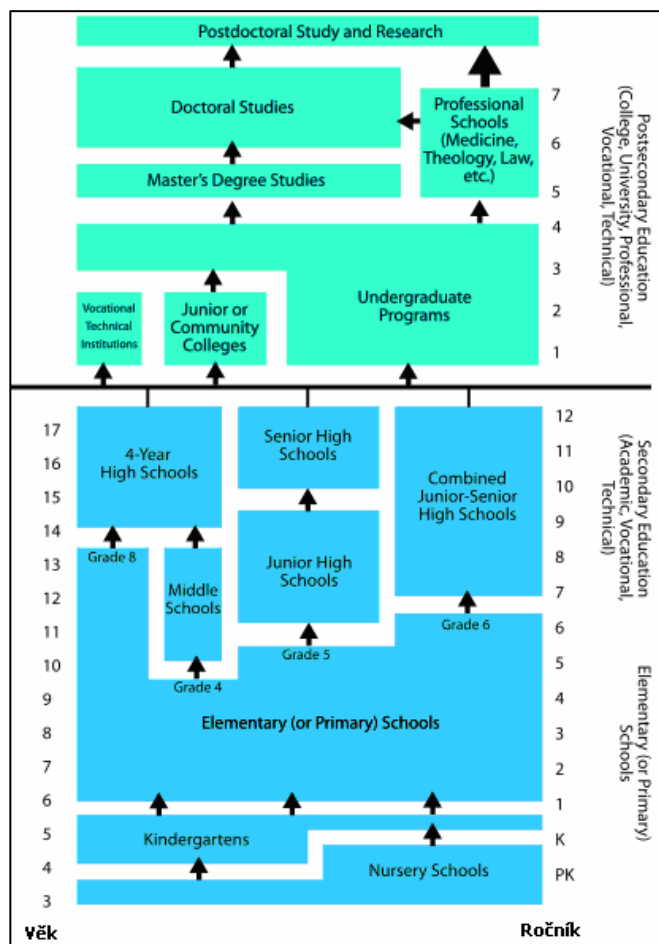 Postdoctoral Study and Research
Doctoral Studies
Professional
Schools
(Medicine,
Theology, Law,
etc.)
Master's Degree Studies
Vocational
Technical
Institutions
Junior or
Community
Colleges
Undergraduate
Programs
7
6
5
4
3
2
1
Postsecondary Education
(College, University, Professional,
Vocational, Technical)
17
16
15
14
13
12
11
10
9
8
7
6
5
4
3
4-Year
High Schools
Senior High
Schools
Combined
Junior-Senior
High Schools
Grade 8
Middle
Schools
Junior High
Schools
Grade 4
Grade 5
Grade 6
Elementary (or Primary) Schools
Kindergartens
Nursery Schools
12
11
10
9
8
7
6
5
4
3
2
1
K
PK
Secondary Education
(Academic, Vocational,
Technical)
Elementary (or Primary)
Schools
Věk
Ročník